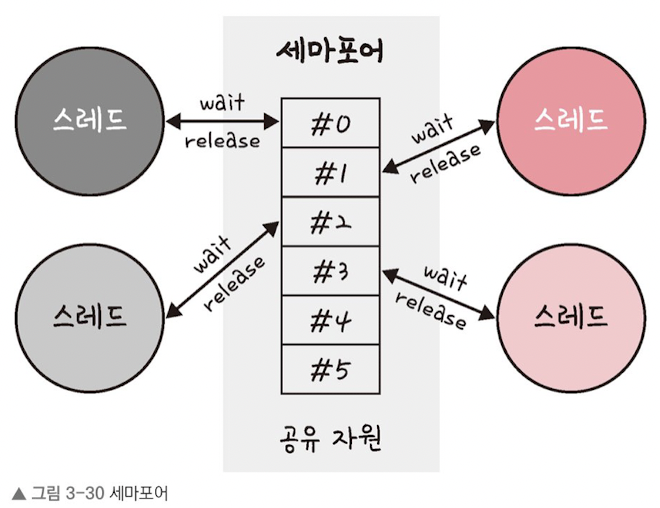 세마포어
스레드
wait
release
#0
#1
#2
#3
#4
#5
wait
release
스레드
스레드
wait
release
wait
release
스레드
공유 자원
▲ 그림 3-30 세마포어